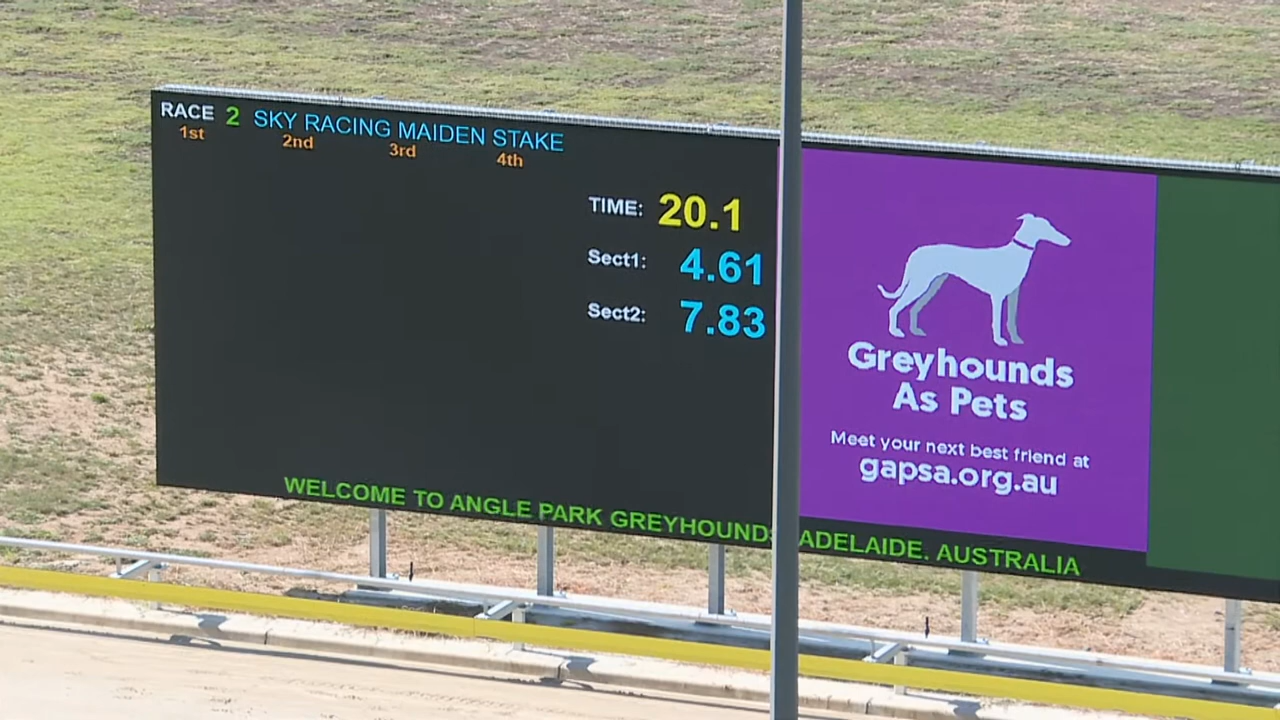 RACE 2 SKY RACING MAIDEN STAKE
1st 2nd 3rd 4th
TIME: 20.1
Sect1: 4.61
Sect2: 7.83
Greyhounds
As Pets
Meet your next best friend at
gapsa.org.au
WELCOME TO ANGLE PARK GREYHOUNDS ADELAIDE. AUSTRALIA